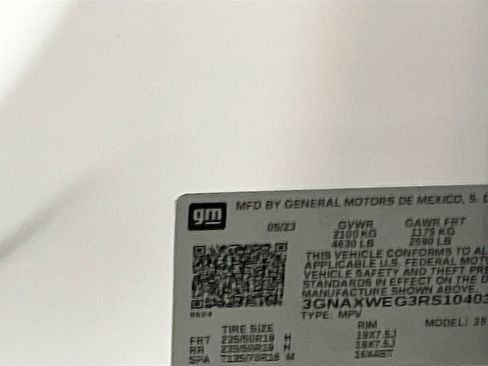 gm
MFD BY GENERAL MOTORS DE MEXICO, S. D
05/23
GVWR
2100 KG
4630 LB
GAWR FRT
1175 KG
2590 LB
THIS VEHICLE CONFORMS TO AL
APPLICABLE U.S. FEDERAL MOTO
VEHICLE SAFETY AND THEFT PRE
STANDARDS IN EFFECT ON THE D
MANUFACTURE SHOWN ABOVE.
3GNAXWEG3RS10403
TYPE: MPV
MODEL:
TIRE SIZE
RIM
FRT 235/50R19 H 19X7.5J
RR 235/50R19 H 19X7.5J
SPA T135/70R16 M 16X4BT